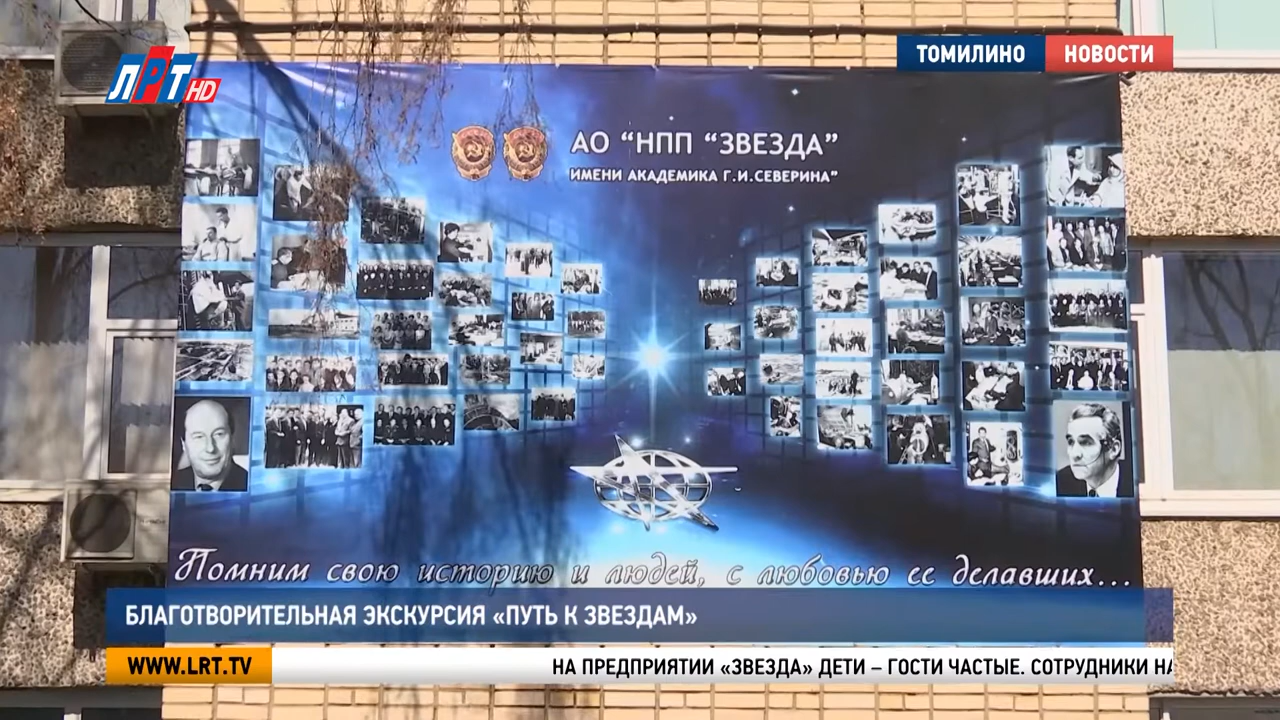 ЛРТ HD
ТОМИЛИНО НОВОСТИ
АО “НПП “ЗВЕЗДА”
ИМЕНИ АКАДЕМИКА Г.И.СЕВЕРИНА”
Помним свою историю и людей, с любовью ее делавших...
БЛАГОТВОРИТЕЛЬНАЯ ЭКСКУРСИЯ «ПУТЬ К ЗВЕЗДАМ»
WWW.LRT.TV НА ПРЕДПРИЯТИИ «ЗВЕЗДА» ДЕТИ – ГОСТИ ЧАСТЫЕ. СОТРУДНИКИ НА